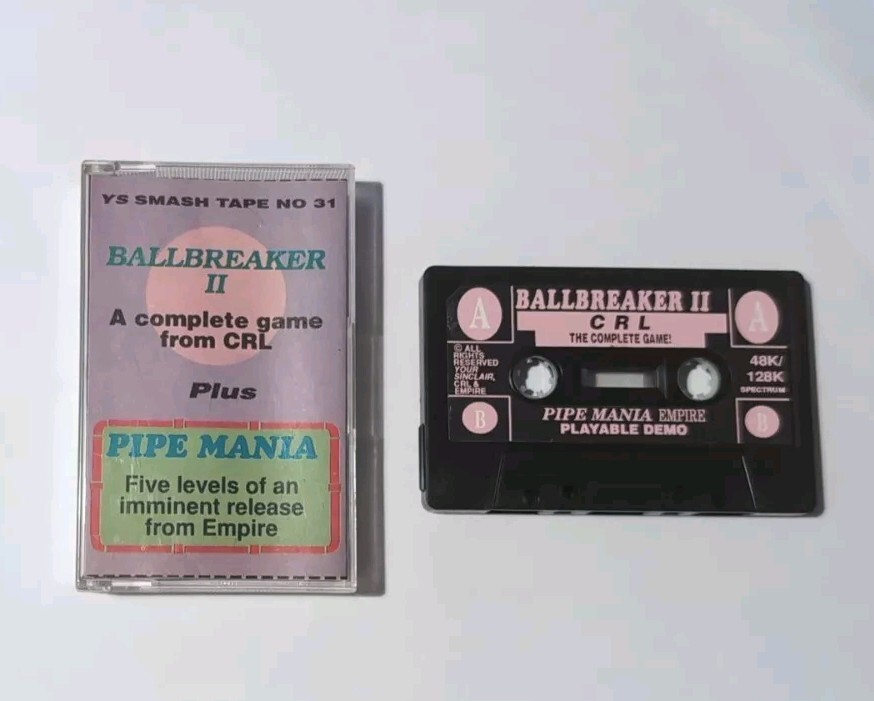 YS SMASH TAPE NO 31
BALLBREAKER
II
A complete game
from CRL
Plus
PIPE MANIA
Five levels of an
imminent release
from Empire
A
BALLBREAKER II
A
CRL
THE COMPLETE GAME!
© ALL
RIGHTS
RESERVED
YOUR
SINCLAIR,
CRL &
EMPIRE
48K/
128K
SPECTRUM
B
PIPE MANIA EMPIRE
PLAYABLE DEMO
B